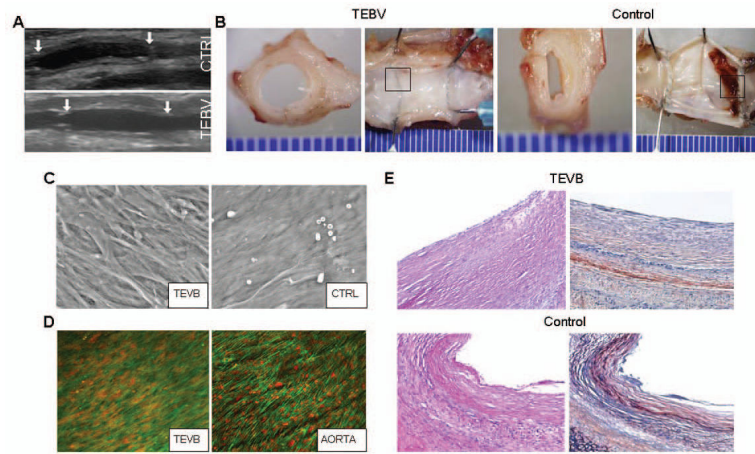 A
CTRL
TEBV
B
TEBV
Control
C
TEVB
CTRL
D
TEVB
AORTA
E
TEVB
Control